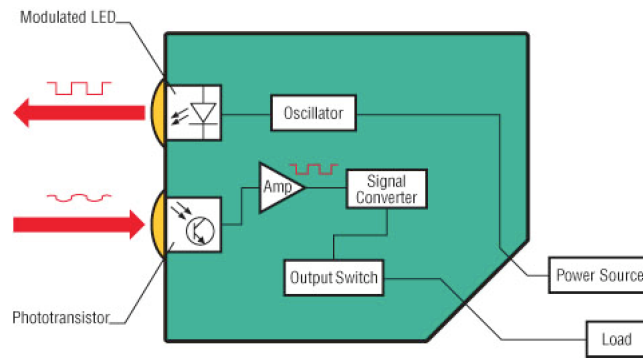 Modulated LED
Oscillator
Amp
Signal
Converter
Output Switch
Power Source
Phototransistor
Load